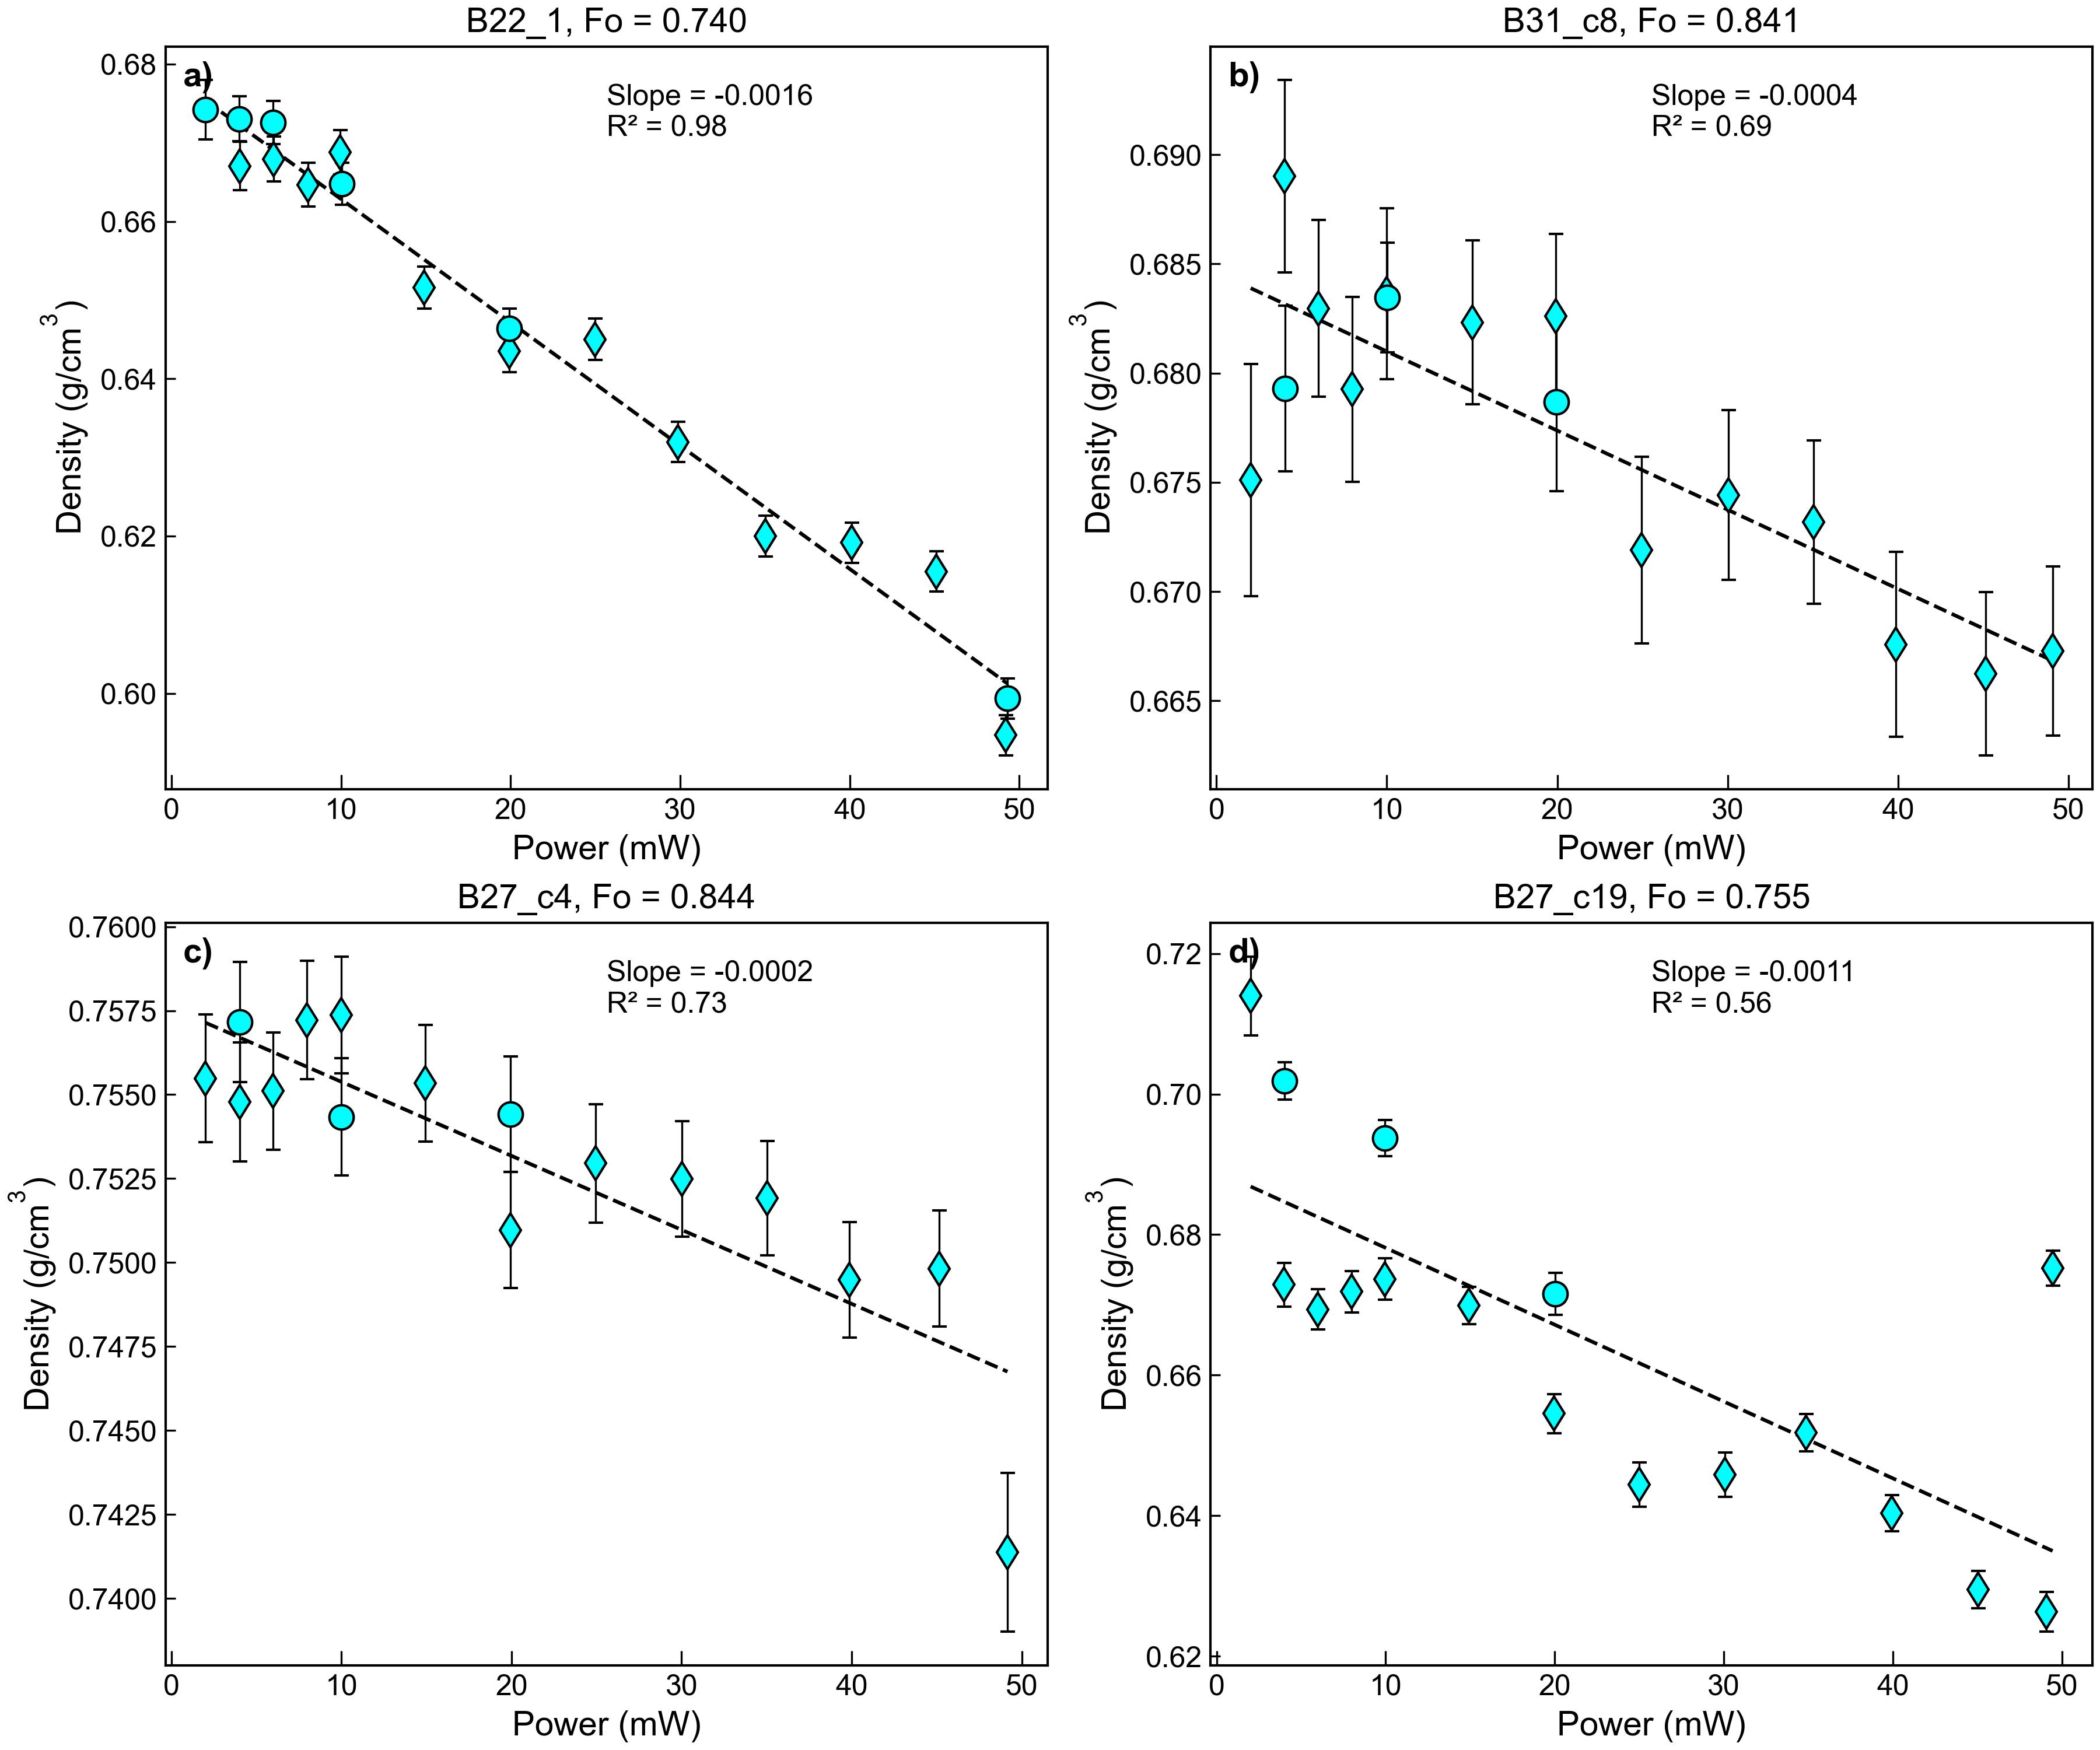 B22_1, Fo = 0.740
a)
Slope = -0.0016
R² = 0.98
0.68
0.66
0.64
0.62
0.60
Density (g/cm³)
0 10 20 30 40 50
Power (mW)
B31_c8, Fo = 0.841
b)
Slope = -0.0004
R² = 0.69
0.690
0.685
0.680
0.675
0.670
0.665
Density (g/cm³)
0 10 20 30 40 50
Power (mW)
B27_c4, Fo = 0.844
c)
Slope = -0.0002
R² = 0.73
0.7600
0.7575
0.7550
0.7525
0.7500
0.7475
0.7450
0.7425
0.7400
Density (g/cm³)
0 10 20 30 40 50
Power (mW)
B27_c19, Fo = 0.755
d)
Slope = -0.0011
R² = 0.56
0.72
0.70
0.68
0.66
0.64
0.62
Density (g/cm³)
0 10 20 30 40 50
Power (mW)